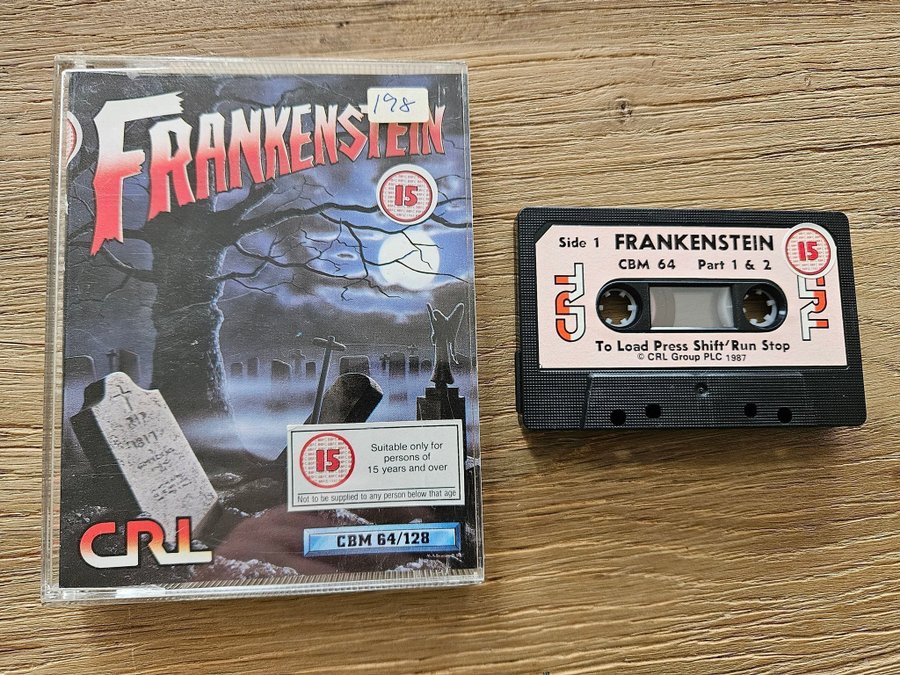 FRANKENSTEIN
198
15
15
Suitable only for
persons of
15 years and over
Not to be supplied to any person below that age
RIP
CRL
CBM 64/128
Side 1 FRANKENSTEIN
15
CBM 64 Part 1 & 2
CRL
CRL
To Load Press Shift/Run Stop
© CRL Group PLC 1987